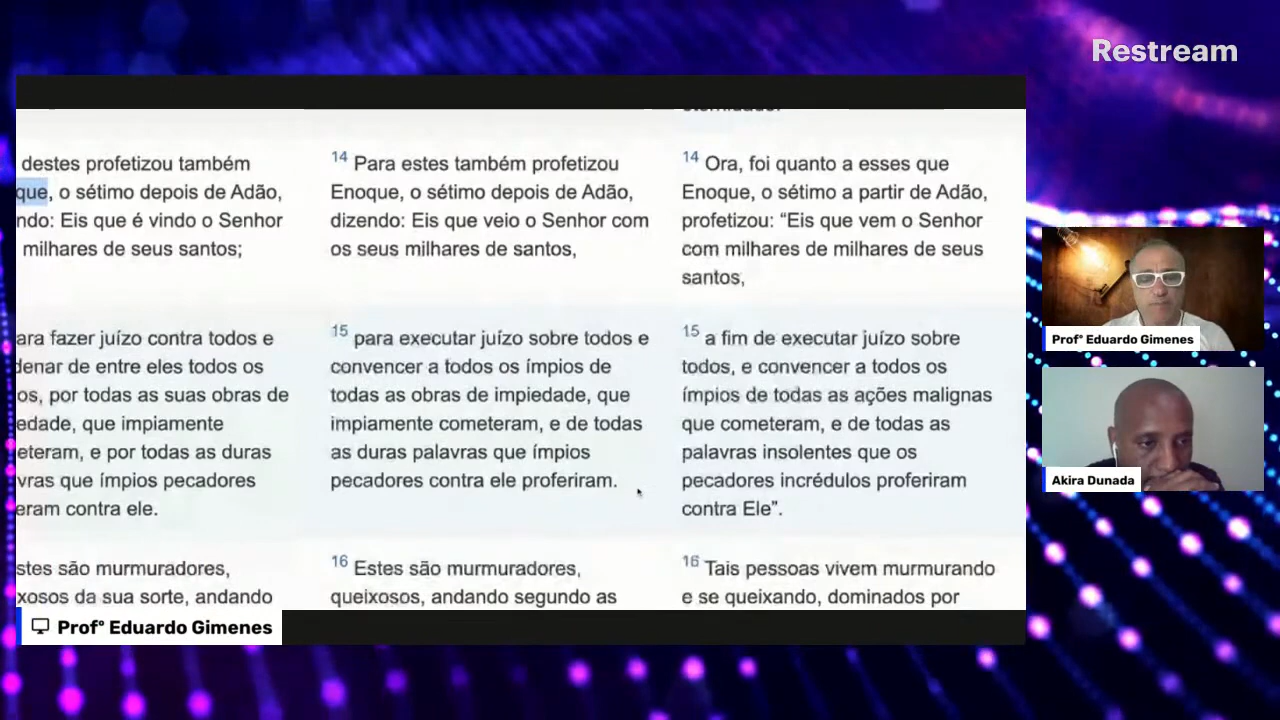 Restream
destes profetizou também
que, o sétimo depois de Adão,
ndo: Eis que é vindo o Senhor
milhares de seus santos;
ara fazer juízo contra todos e
denar de entre eles todos os
os, por todas as suas obras de
edade, que impiamente
eteram, e por todas as duras
vras que ímpios pecadores
eram contra ele.
stes são murmuradores,
xosos da sua sorte, andando
14 Para estes também profetizou
Enoque, o sétimo depois de Adão,
dizendo: Eis que veio o Senhor com
os seus milhares de santos,
15 para executar juízo sobre todos e
convencer a todos os ímpios de
todas as obras de impiedade, que
impiamente cometeram, e de todas
as duras palavras que ímpios
pecadores contra ele proferiram.
16 Estes são murmuradores,
queixosos, andando segundo as
14 Ora, foi quanto a esses que
Enoque, o sétimo a partir de Adão,
profetizou: “Eis que vem o Senhor
com milhares de milhares de seus
santos,
15 a fim de executar juízo sobre
todos, e convencer a todos os
ímpios de todas as ações malignas
que cometeram, e de todas as
palavras insolentes que os
pecadores incrédulos proferiram
contra Ele”.
16 Tais pessoas vivem murmurando
e se queixando, dominados por
Profº Eduardo Gimenes
Akira Dunada
Profº Eduardo Gimenes